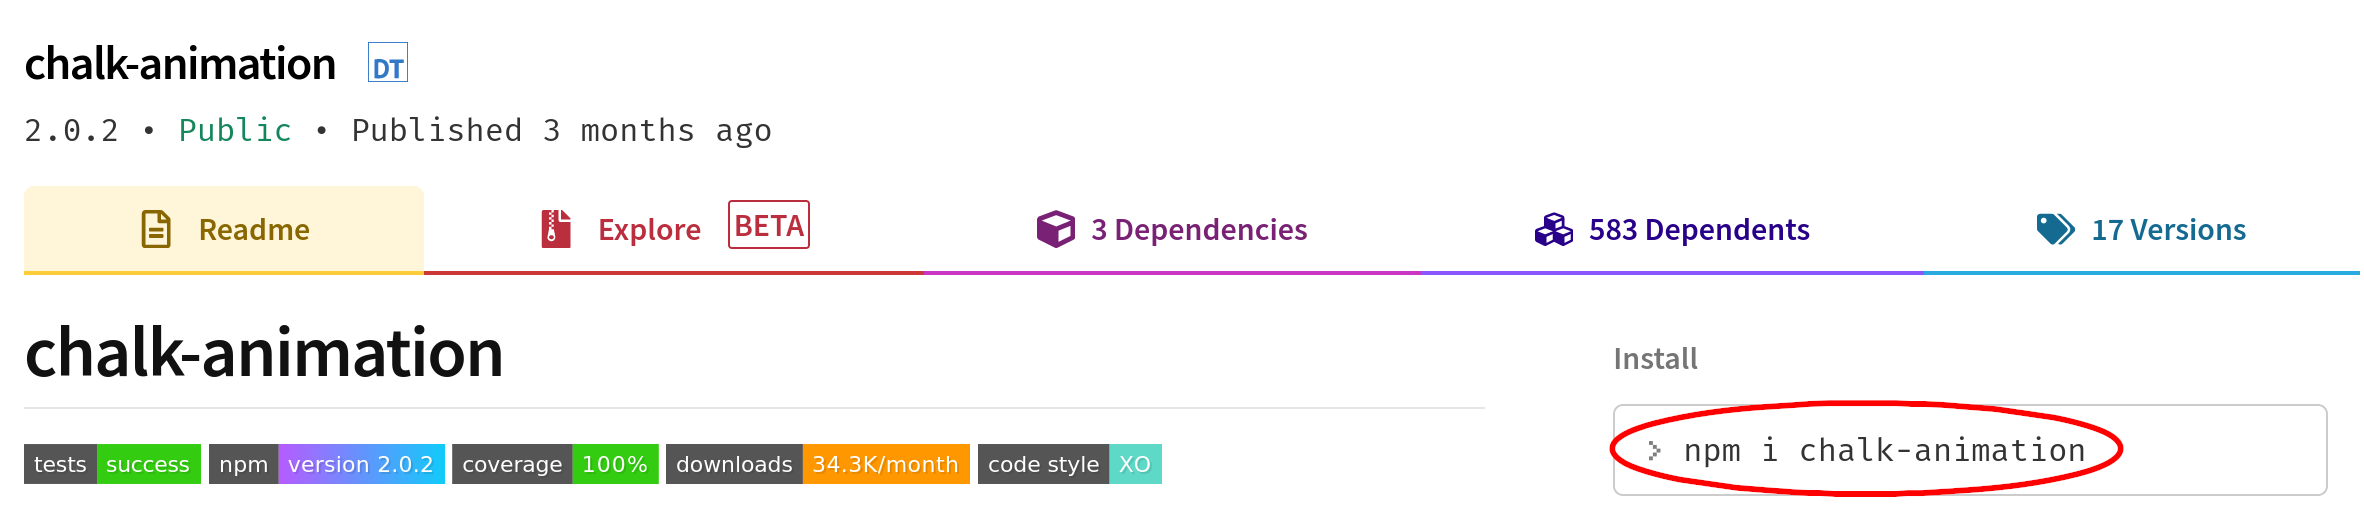 chalk-animation DT
2.0.2 • Public • Published 3 months ago
Readme Explore BETA 3 Dependencies 583 Dependents 17 Versions
chalk-animation
Install
> npm i chalk-animation
tests success npm version 2.0.2 coverage 100% downloads 34.3K/month code style XO